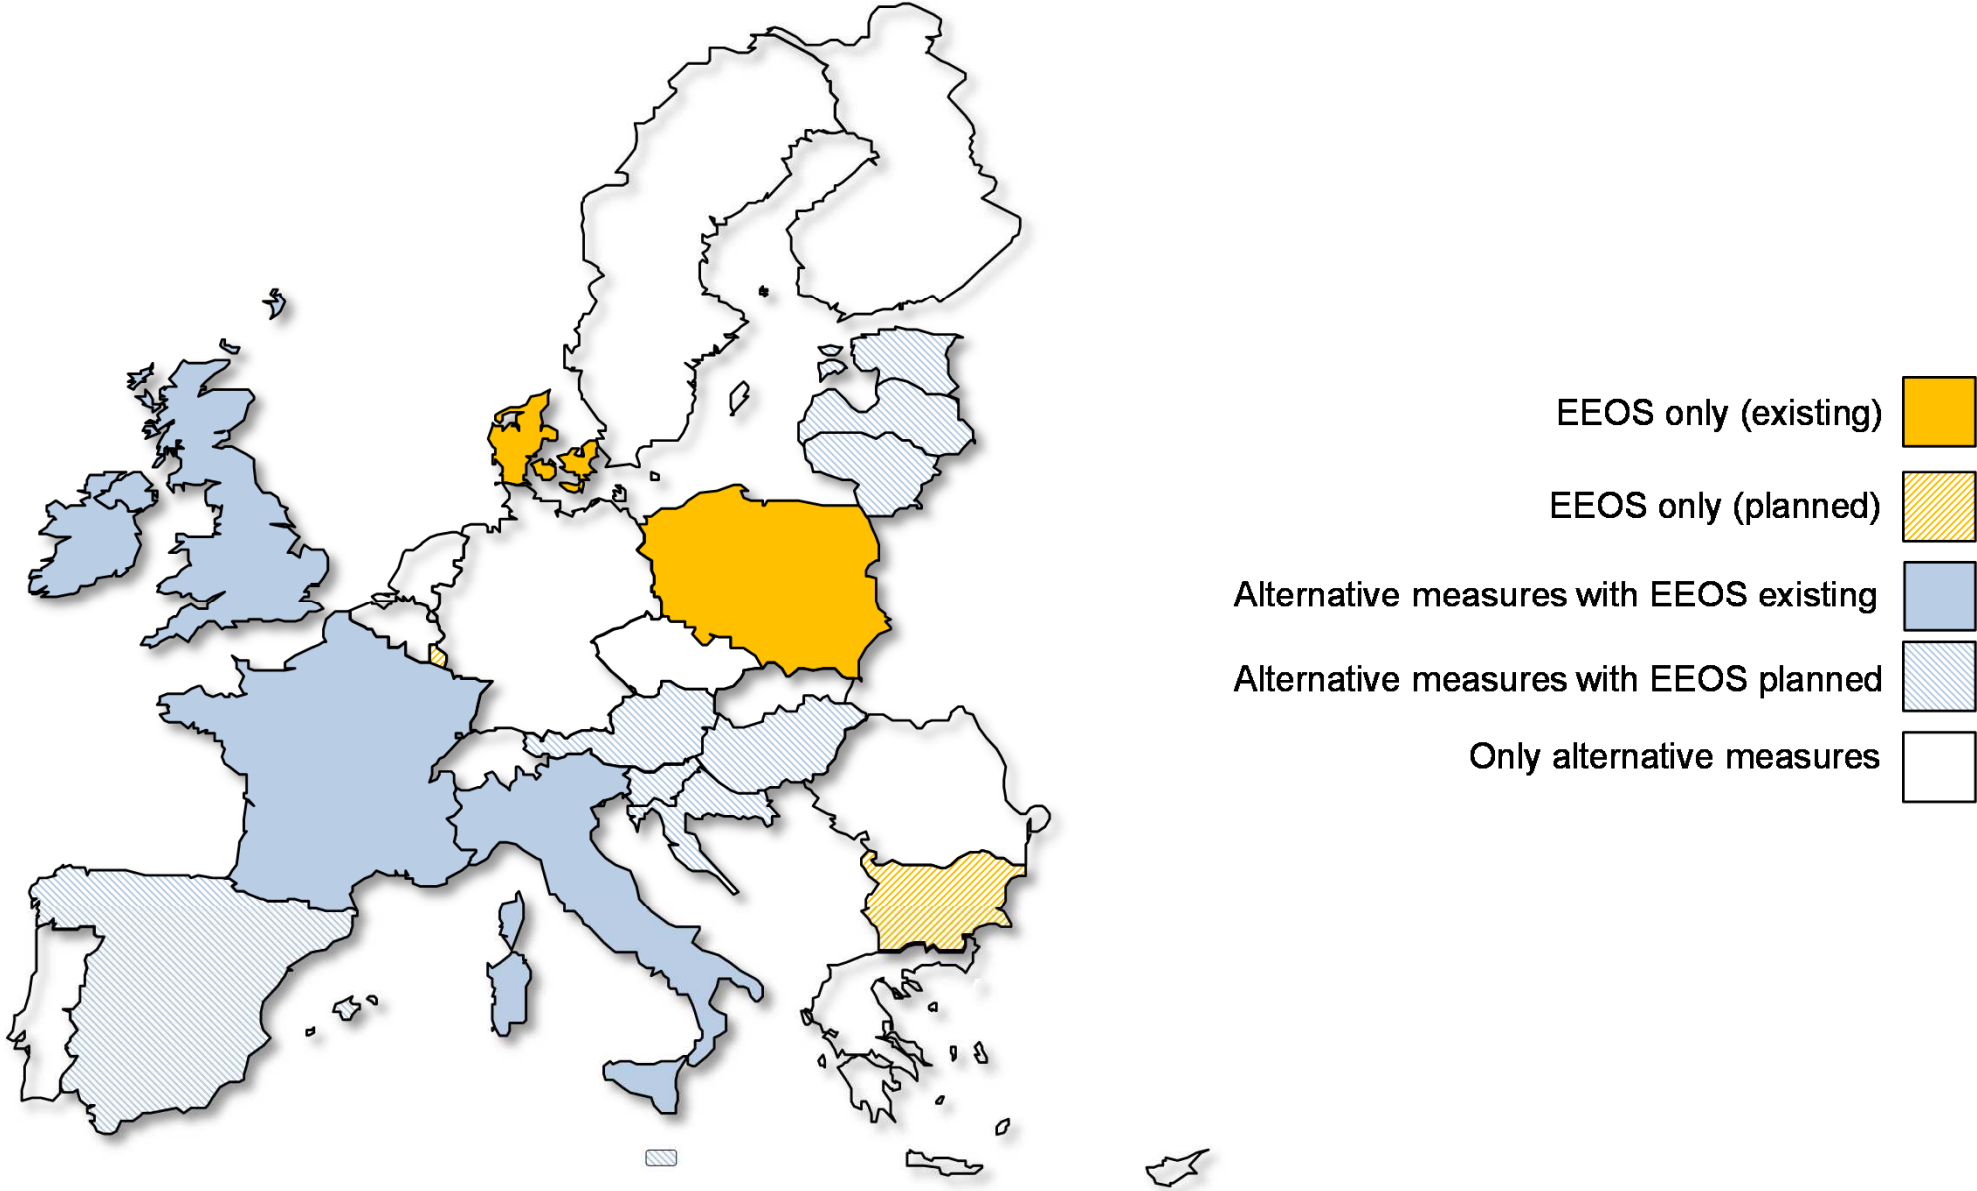 EEOS only (existing)
EEOS only (planned)
Alternative measures with EEOS existing
Alternative measures with EEOS planned
Only alternative measures